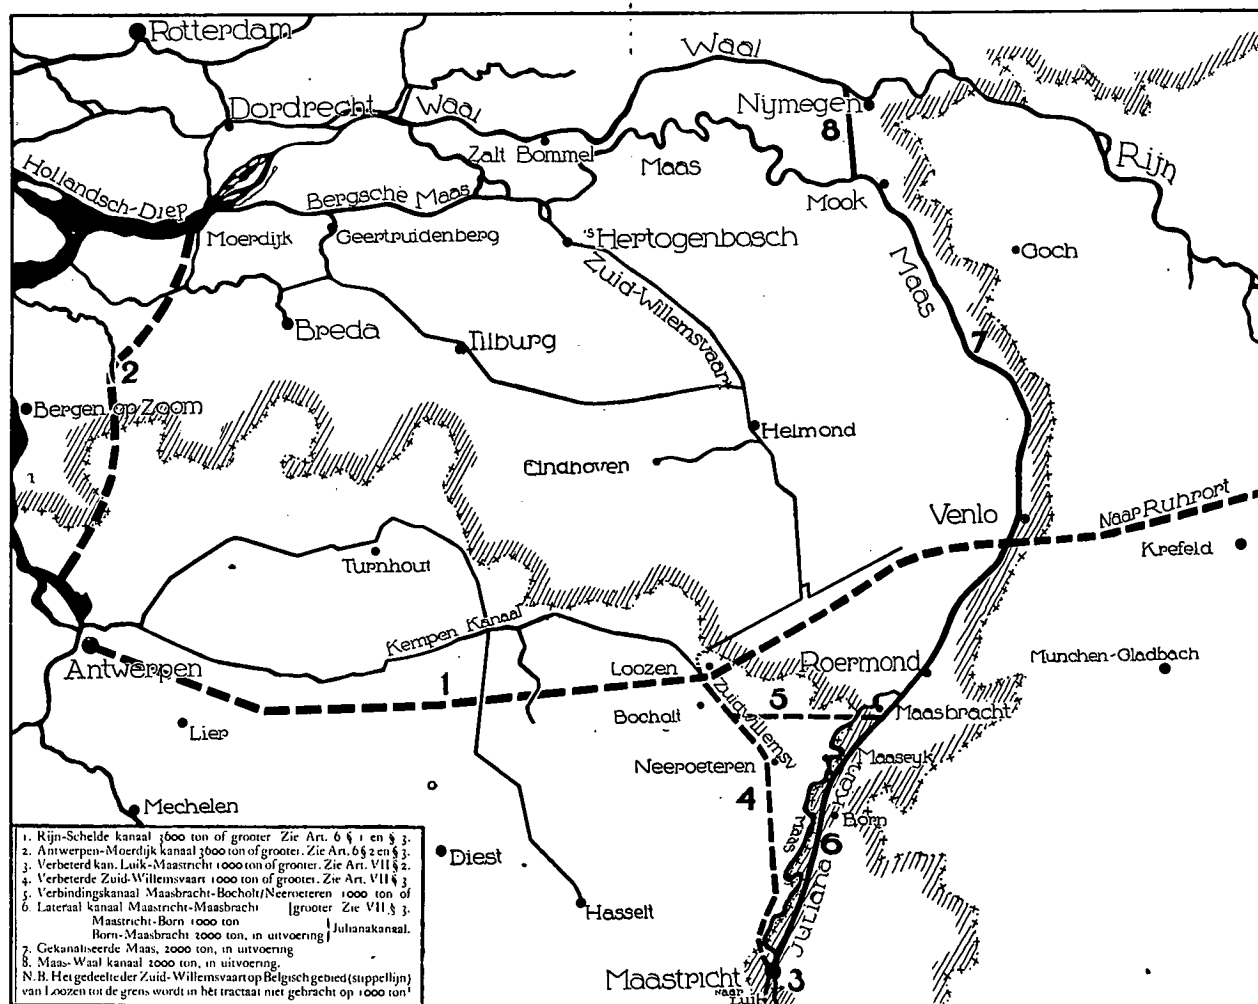 Rotterdam
Waal
Dordrecht
Waal
Nijmegen
8
Zalt Bommel
Maas
Rijn
Hollandsch-Diep
Bergsche Maas
Mook
Moerdijk
Geertruidenberg
's Hertogenbosch
Goch
Zuid-Willemsvaart
Maas
Breda
Tilburg
7
2
Bergen op Zoom
Helmond
Eindhoven
Venlo
Naar Ruhrort
Krefeld
Turnhout
Kempen Kanaal
Antwerpen
Loozen
Roermond
Munchen-Gladbach
1
5
Zuidwillemsv
Bocholt
Maasbracht
Lier
Neeroeteren
Maaseyk
4
Mechelen
Maas
Born
6
Juliana Kan
Diest
Hasselt
Maastricht
3
naar
Luik
1. Rijn-Schelde kanaal 3600 ton of grooter Zie Art. 6 § 1 en § 3.
2. Antwerpen-Moerdijk kanaal 3600 ton of grooter. Zie Art. 6 § 2 en § 3.
3. Verbeterd kan. Luik-Maastricht 1000 ton of grooter. Zie Art. VII § 2.
4. Verbeterde Zuid-Willemsvaart 1000 ton of grooter. Zie Art. VII § 3
5. Verbindingskanaal Maasbracht-Bocholt/Neeroeteren 1000 ton of
6. Lateraal kanaal Maastricht-Maasbracht [grooter Zie VII. § 3.
Maastricht-Born 1000 ton
Born-Maasbracht 2000 ton, in uitvoering } Julianakanaal.
7. Gekanaliseerde Maas, 2000 ton, in uitvoering
8. Maas-Waal kanaal 2000 ton, in uitvoering.
N.B. Het gedeelte der Zuid-Willemsvaart op Belgisch gebied (stippellijn)
van Loozen tot de grens wordt in het tractaat niet gebracht op 1000 ton!